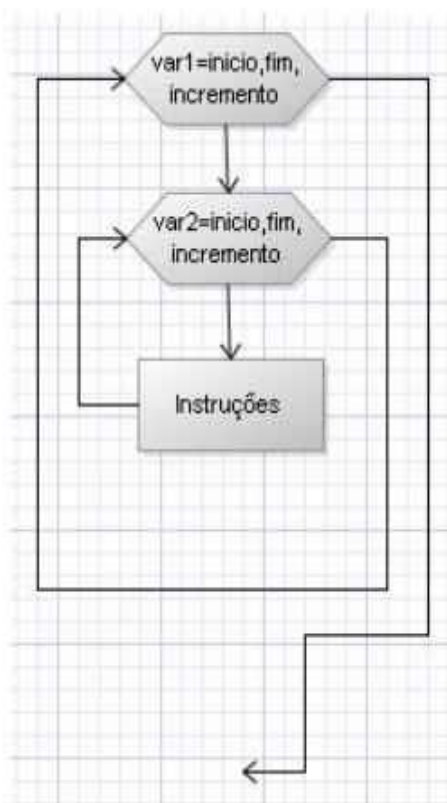 var1=inicio,fim,
incremento
var2=inicio,fim,
incremento
Instruções